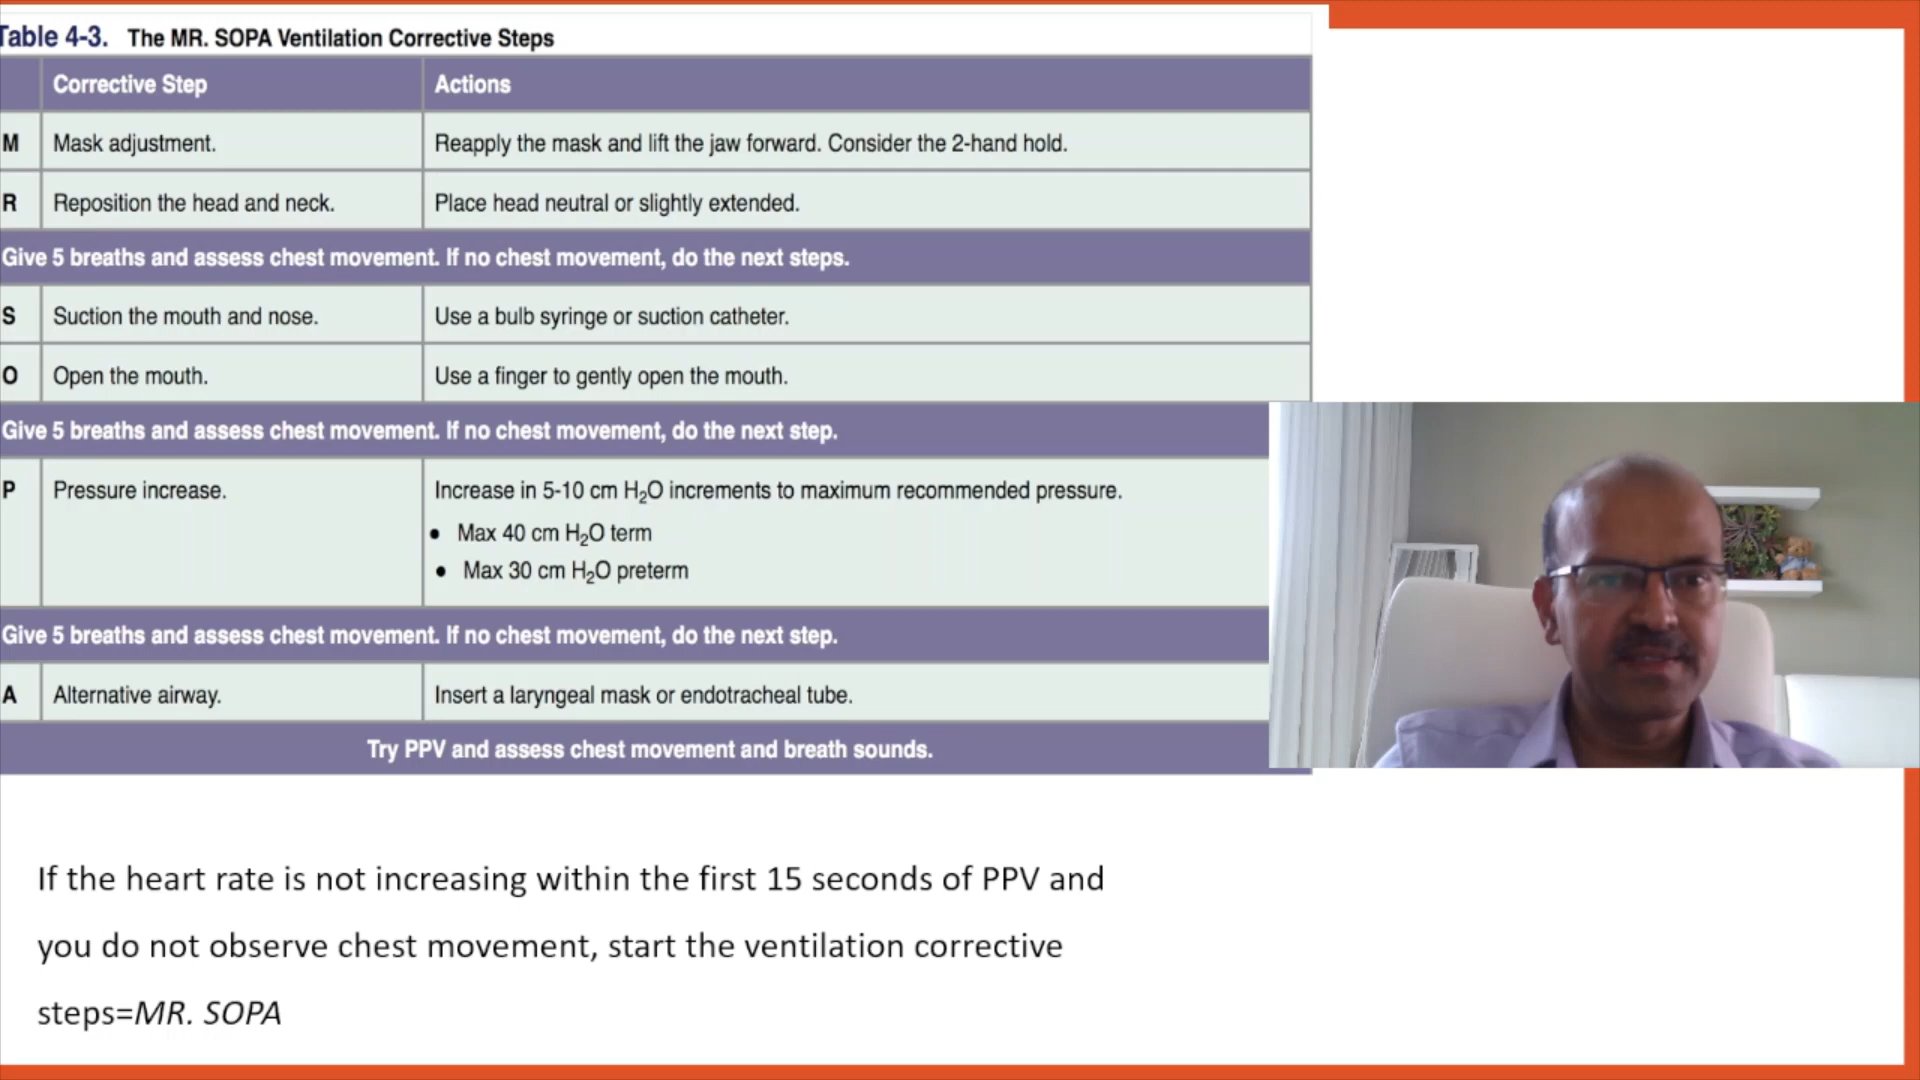 Table 4-3. The MR. SOPA Ventilation Corrective Steps
Corrective Step Actions
M Mask adjustment. Reapply the mask and lift the jaw forward. Consider the 2-hand hold.
R Reposition the head and neck. Place head neutral or slightly extended.
Give 5 breaths and assess chest movement. If no chest movement, do the next steps.
S Suction the mouth and nose. Use a bulb syringe or suction catheter.
O Open the mouth. Use a finger to gently open the mouth.
Give 5 breaths and assess chest movement. If no chest movement, do the next step.
P Pressure increase. Increase in 5-10 cm H₂O increments to maximum recommended pressure.
• Max 40 cm H₂O term
• Max 30 cm H₂O preterm
Give 5 breaths and assess chest movement. If no chest movement, do the next step.
A Alternative airway. Insert a laryngeal mask or endotracheal tube.
Try PPV and assess chest movement and breath sounds.
If the heart rate is not increasing within the first 15 seconds of PPV and
you do not observe chest movement, start the ventilation corrective
steps=MR. SOPA